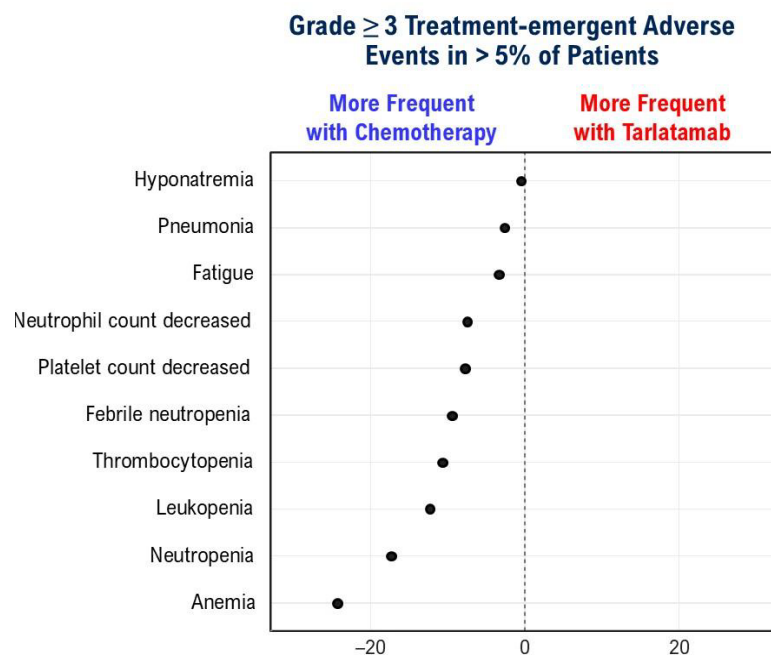 Grade ≥ 3 Treatment-emergent Adverse
Events in > 5% of Patients
More Frequent
with Chemotherapy
More Frequent
with Tarlatamab
Hyponatremia
Pneumonia
Fatigue
Neutrophil count decreased
Platelet count decreased
Febrile neutropenia
Thrombocytopenia
Leukopenia
Neutropenia
Anemia
–20 0 20